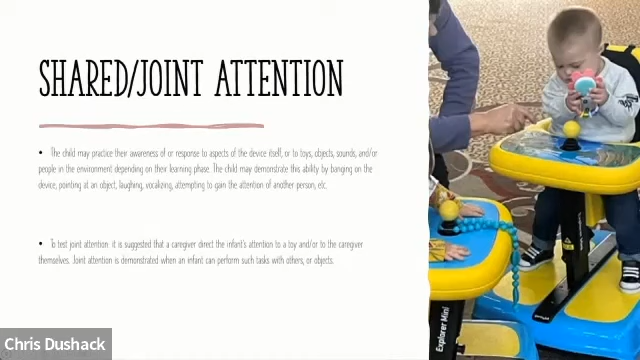 SHARED/JOINT ATTENTION
• The child may practice their awareness of or response to aspects of the device itself, or to toys, objects, sounds, and/or
people in the environment depending on their learning phase. The child may demonstrate this ability by banging on the
device, pointing at an object, laughing, vocalizing, attempting to gain the attention of another person, etc.
• To test joint attention it is suggested that a caregiver direct the infant's attention to a toy and/or to the caregiver
themselves. Joint attention is demonstrated when an infant can perform such tasks with others, or objects.
Explorer Mini
Chris Dushack